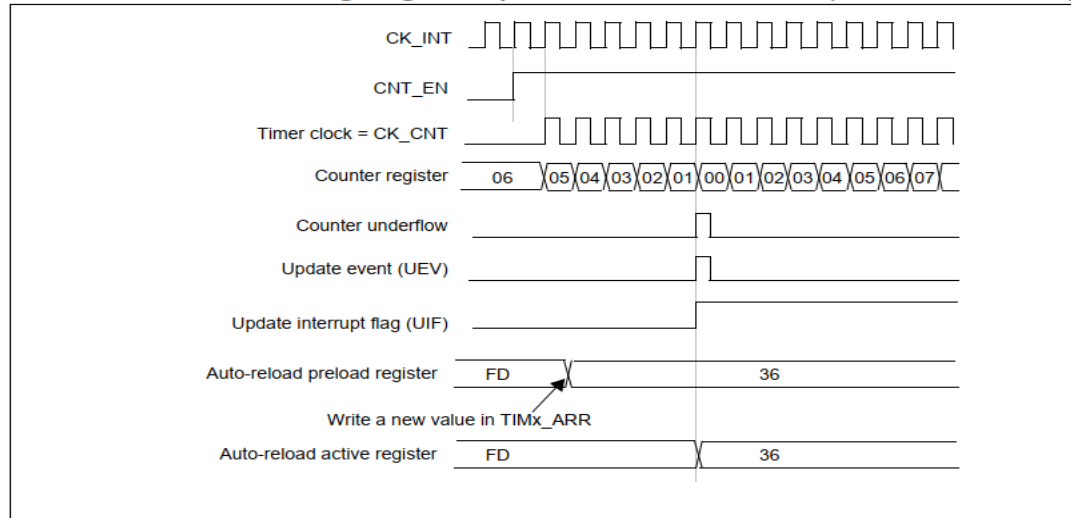 CK_INT
CNT_EN
Timer clock = CK_CNT
Counter register 06 05 04 03 02 01 00 01 02 03 04 05 06 07
Counter underflow
Update event (UEV)
Update interrupt flag (UIF)
Auto-reload preload register FD 36
Write a new value in TIMx_ARR
Auto-reload active register FD 36